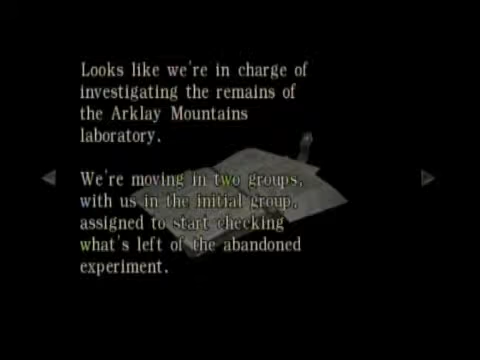 Looks like we're in charge of
investigating the remains of
the Arklay Mountains
laboratory.
We're moving in two groups,
with us in the initial group,
assigned to start checking
what's left of the abandoned
experiment.